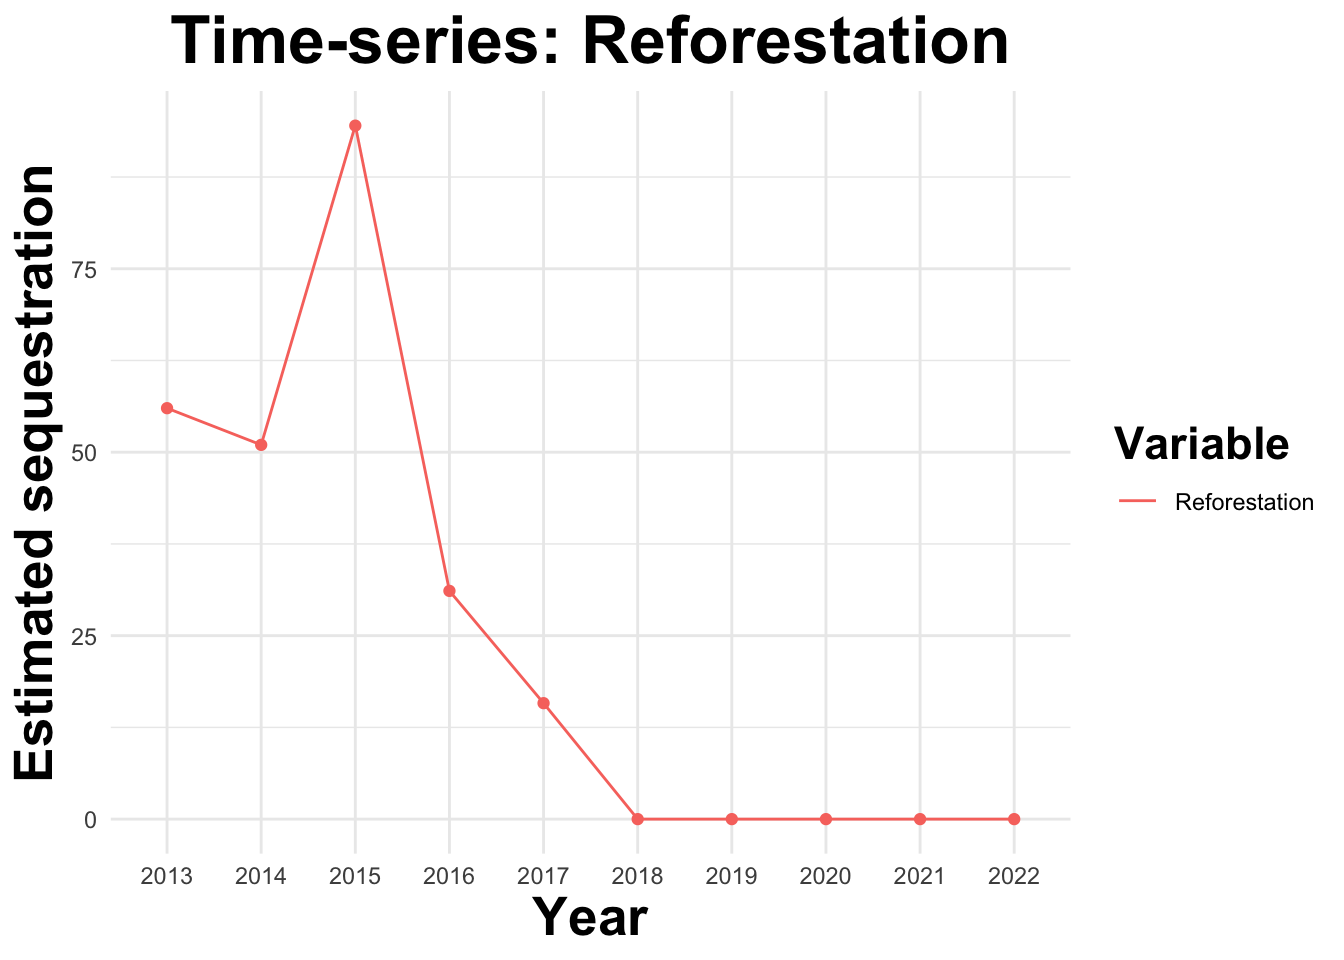 Time-series: Reforestation
Estimated sequestration
75
50
25
0
2013 2014 2015 2016 2017 2018 2019 2020 2021 2022
Year
Variable
Reforestation